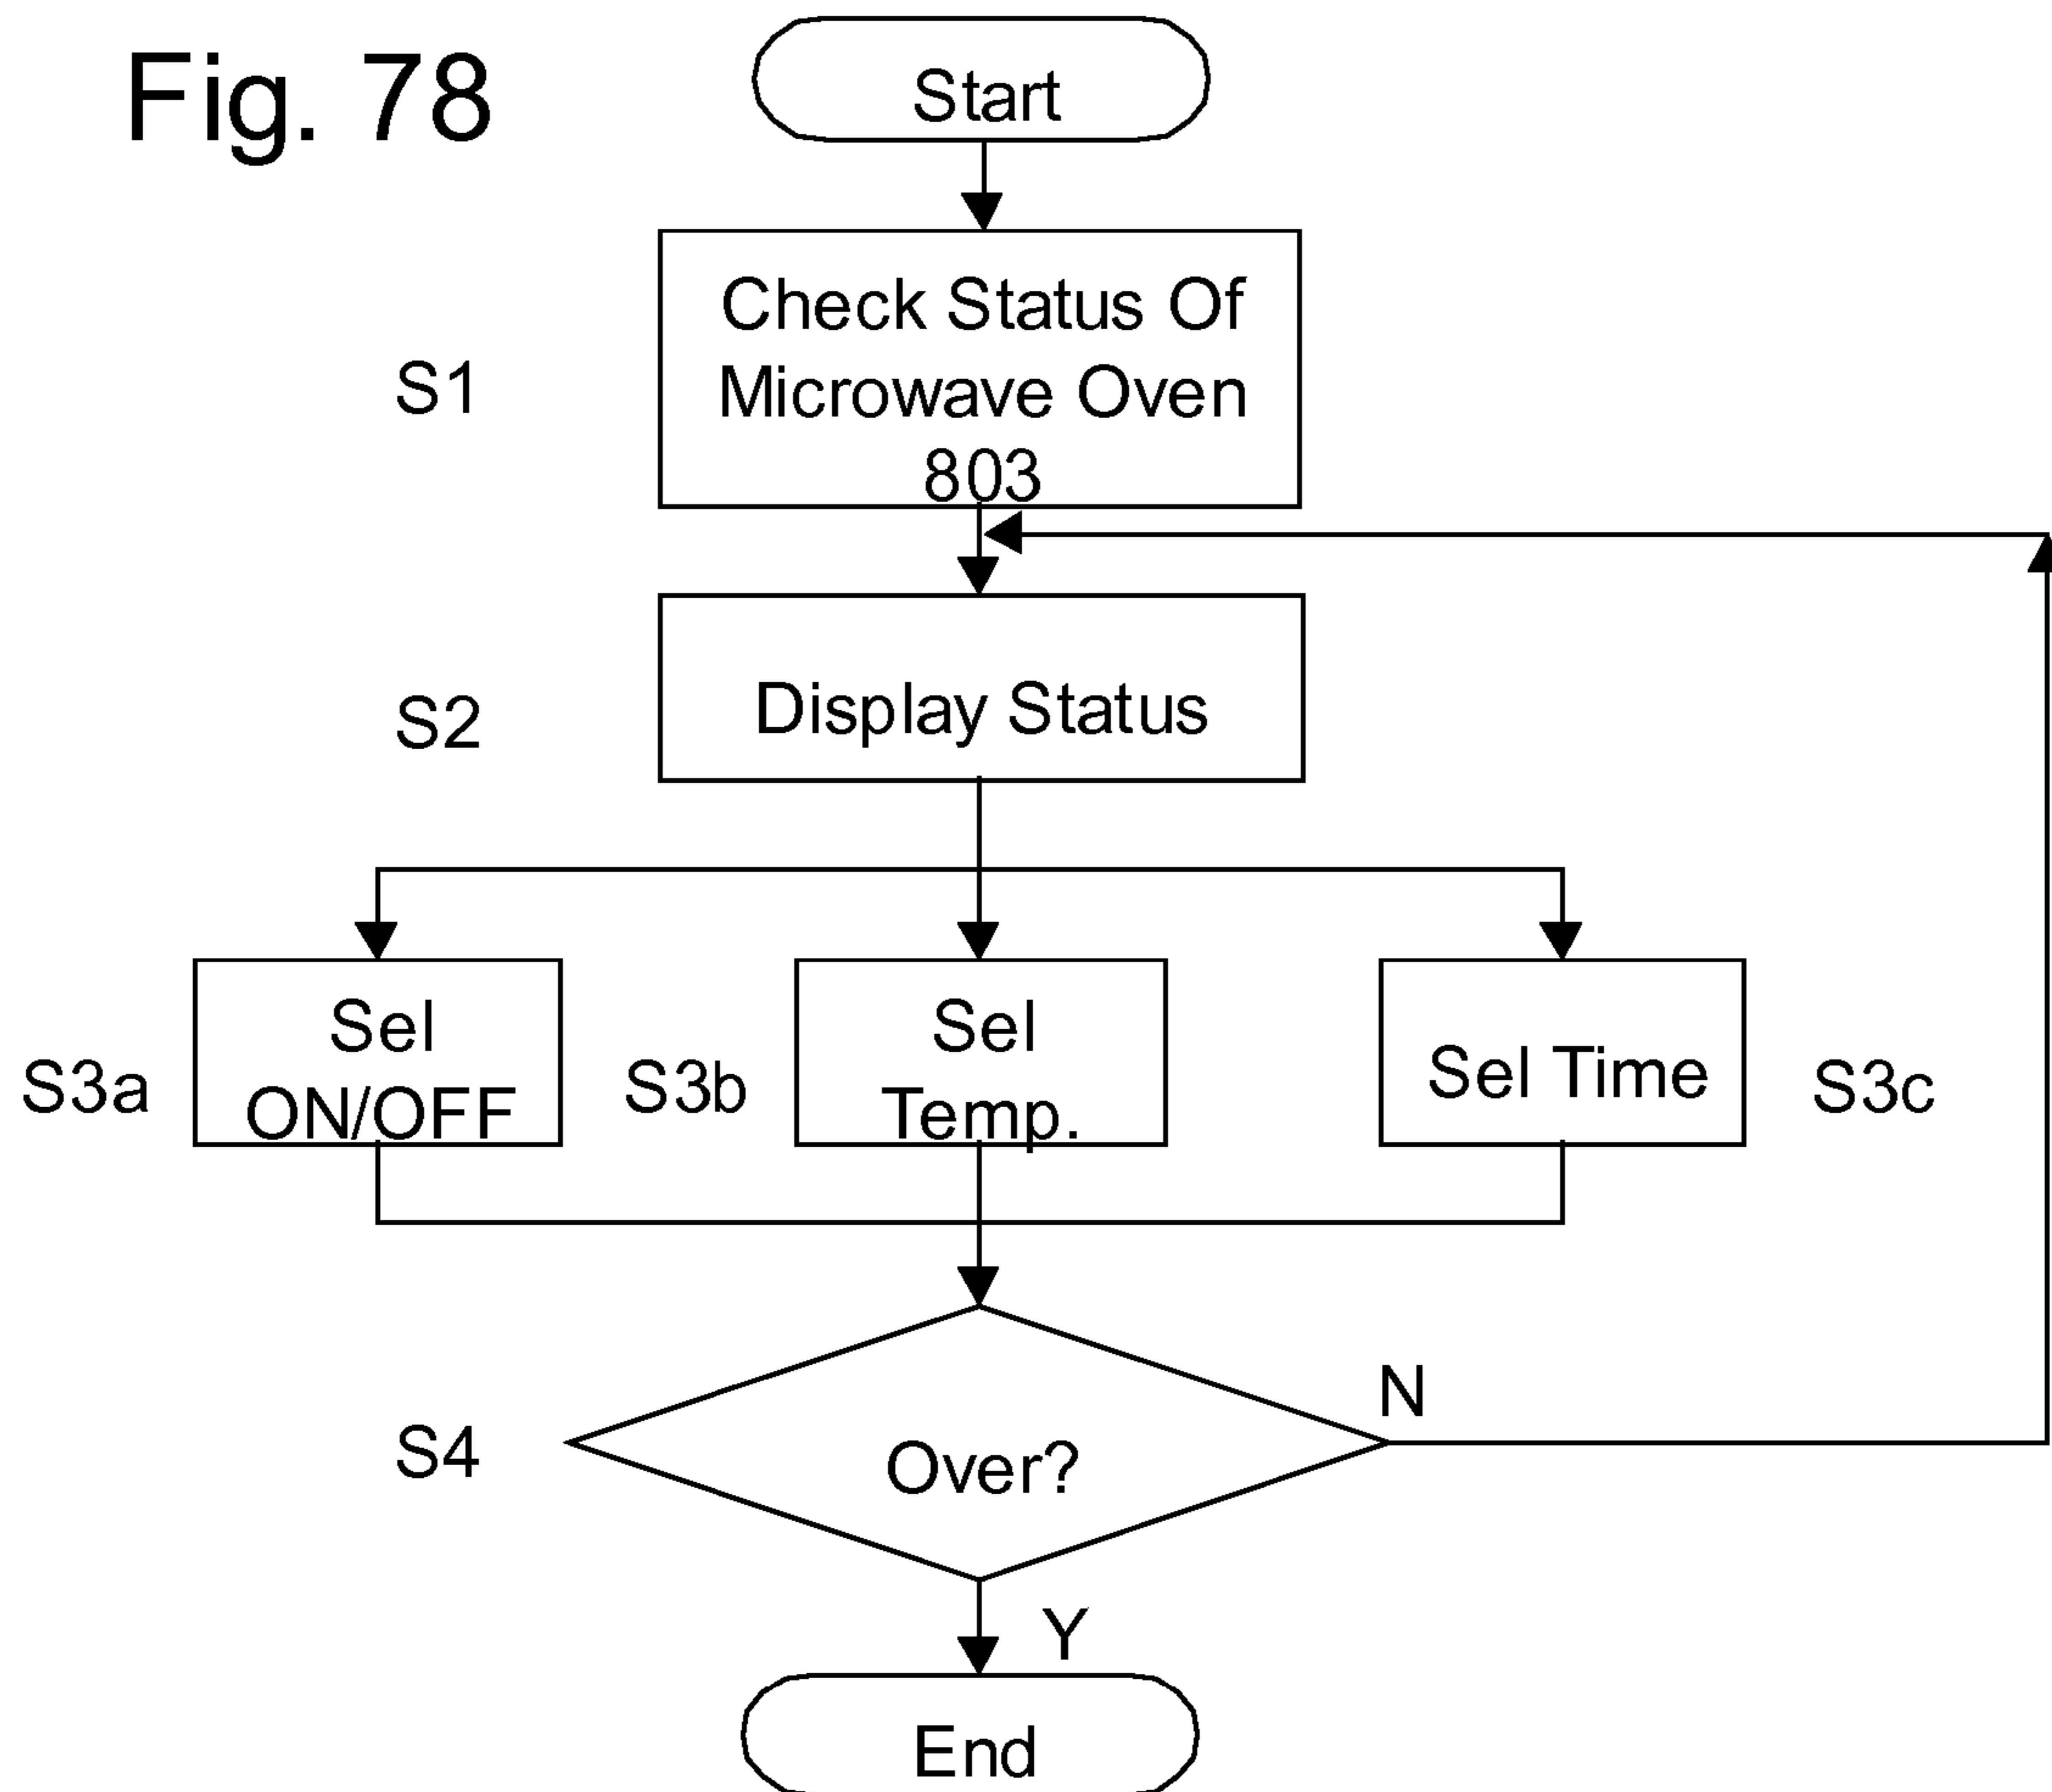 Fig. 78
Start
S1
Check Status Of
Microwave Oven
803
S2
Display Status
S3a
Sel
ON/OFF
S3b
Sel
Temp.
Sel Time
S3c
S4
Over?
N
Y
End